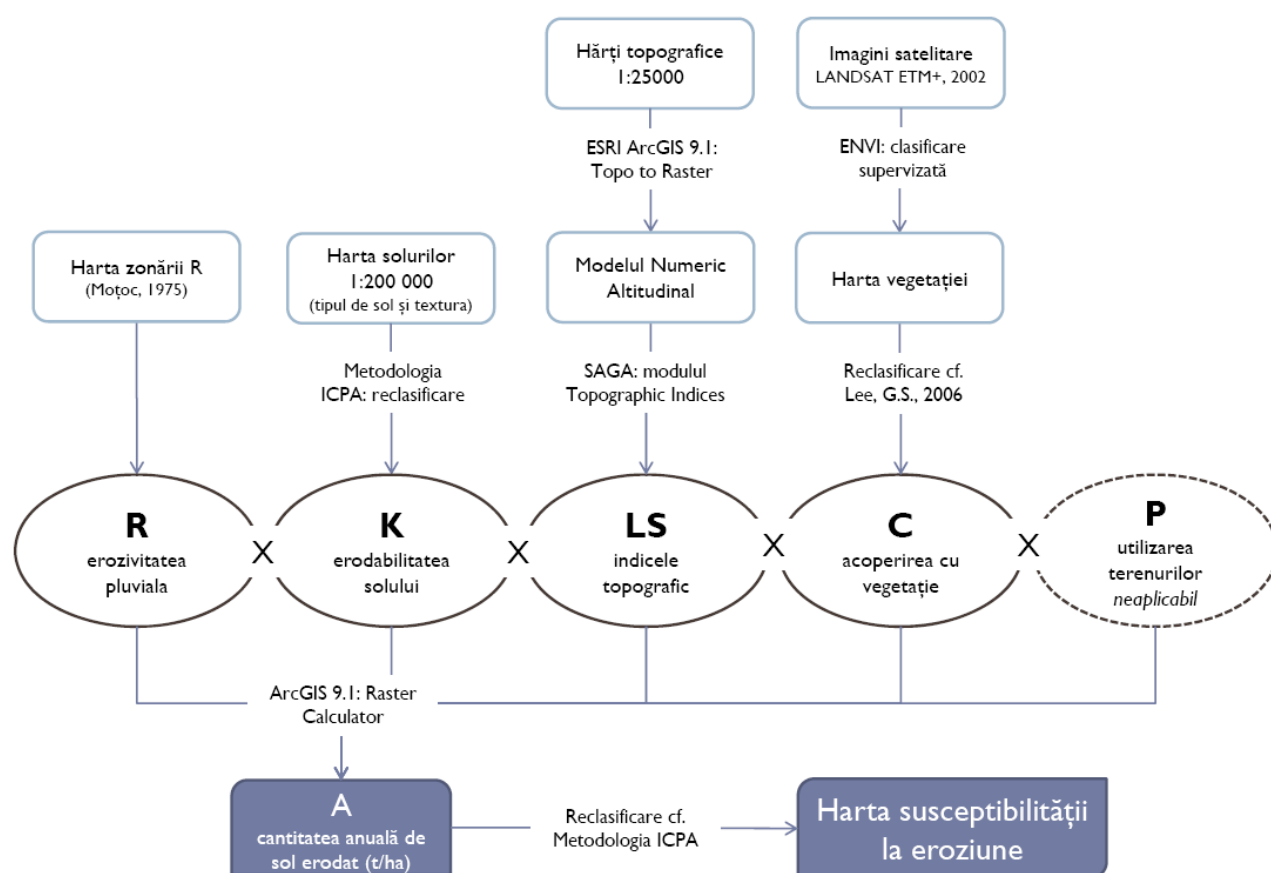 Hărți topografice
1:25000
Imagini satelitare
LANDSAT ETM+, 2002
ESRI ArcGIS 9.1:
Topo to Raster
ENVI: clasificare
supervizată
Harta zonării R
(Moțoc, 1975)
Harta solurilor
1:200 000
(tipul de sol și textura)
Modelul Numeric
Altitudinal
Harta vegetației
Metodologia
ICPA: reclasificare
SAGA: modulul
Topographic Indices
Reclasificare cf.
Lee, G.S., 2006
R
erozivitatea
pluviala
X
K
erodabilitatea
solului
X
LS
indicele
topografic
X
C
acoperirea cu
vegetație
X
P
utilizarea
terenurilor
neaplicabil
ArcGIS 9.1: Raster
Calculator
A
cantitatea anuală de
sol erodat (t/ha)
Reclasificare cf.
Metodologia ICPA
Harta susceptibilității
la eroziune